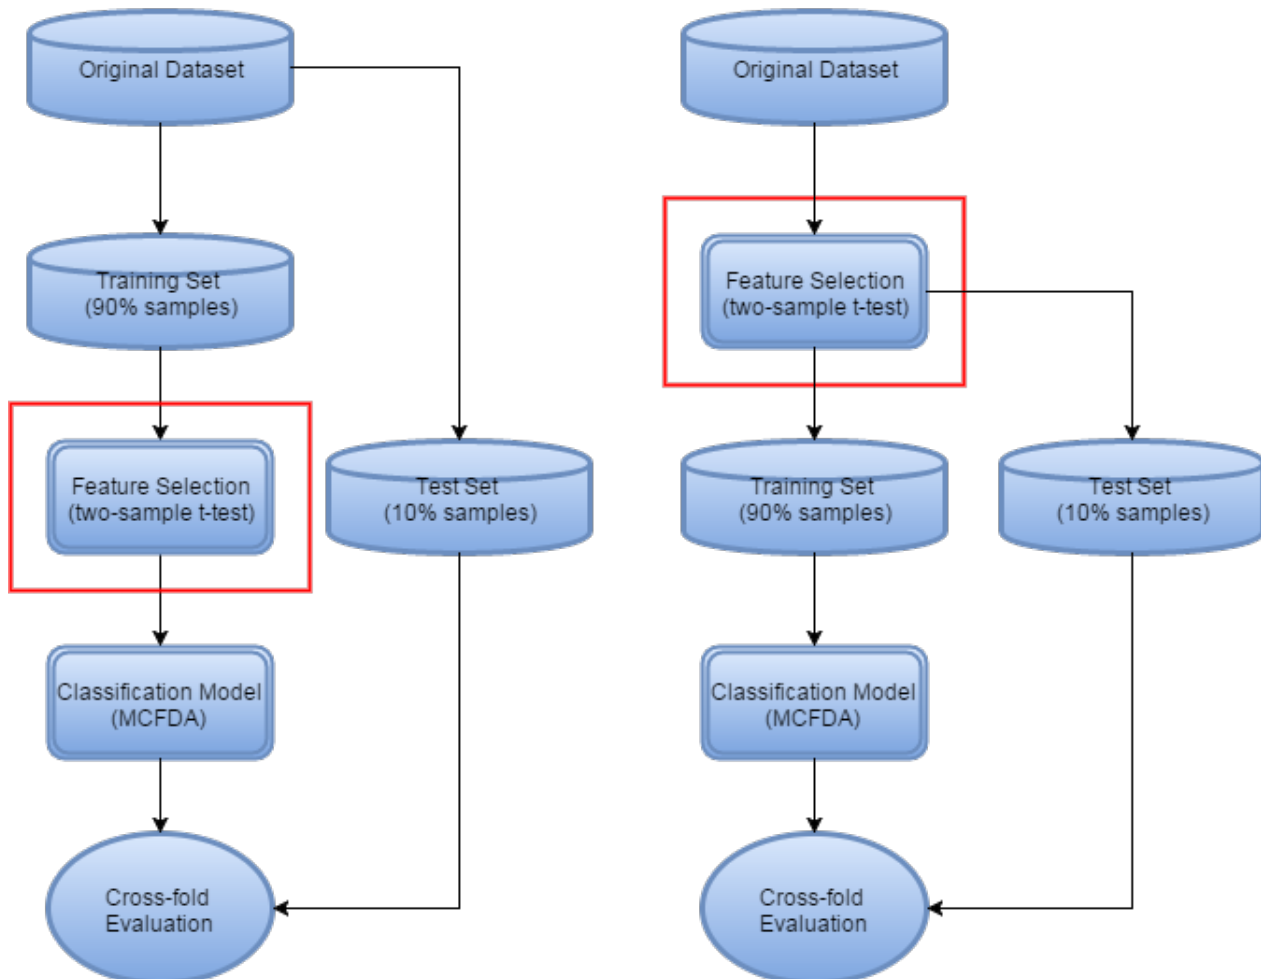 Original Dataset
Training Set
(90% samples)
Feature Selection
(two-sample t-test)
Test Set
(10% samples)
Classification Model
(MCFDA)
Cross-fold
Evaluation
Original Dataset
Feature Selection
(two-sample t-test)
Training Set
(90% samples)
Test Set
(10% samples)
Classification Model
(MCFDA)
Cross-fold
Evaluation